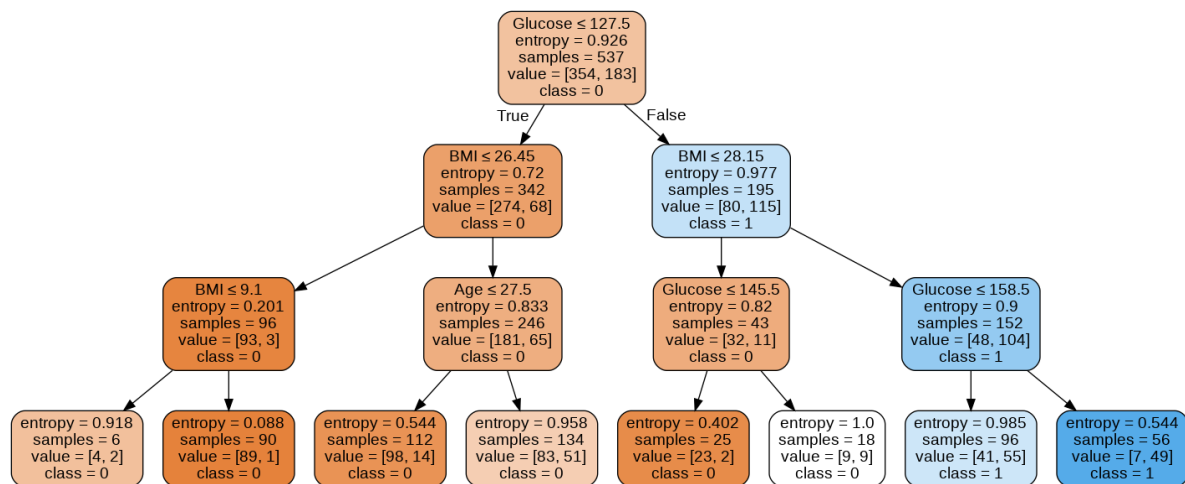 Glucose ≤ 127.5
entropy = 0.926
samples = 537
value = [354, 183]
class = 0
True
False
BMI ≤ 26.45
entropy = 0.72
samples = 342
value = [274, 68]
class = 0
BMI ≤ 28.15
entropy = 0.977
samples = 195
value = [80, 115]
class = 1
BMI ≤ 9.1
entropy = 0.201
samples = 96
value = [93, 3]
class = 0
Age ≤ 27.5
entropy = 0.833
samples = 246
value = [181, 65]
class = 0
Glucose ≤ 145.5
entropy = 0.82
samples = 43
value = [32, 11]
class = 0
Glucose ≤ 158.5
entropy = 0.9
samples = 152
value = [48, 104]
class = 1
entropy = 0.918
samples = 6
value = [4, 2]
class = 0
entropy = 0.088
samples = 90
value = [89, 1]
class = 0
entropy = 0.544
samples = 112
value = [98, 14]
class = 0
entropy = 0.958
samples = 134
value = [83, 51]
class = 0
entropy = 0.402
samples = 25
value = [23, 2]
class = 0
entropy = 1.0
samples = 18
value = [9, 9]
class = 0
entropy = 0.985
samples = 96
value = [41, 55]
class = 1
entropy = 0.544
samples = 56
value = [7, 49]
class = 1